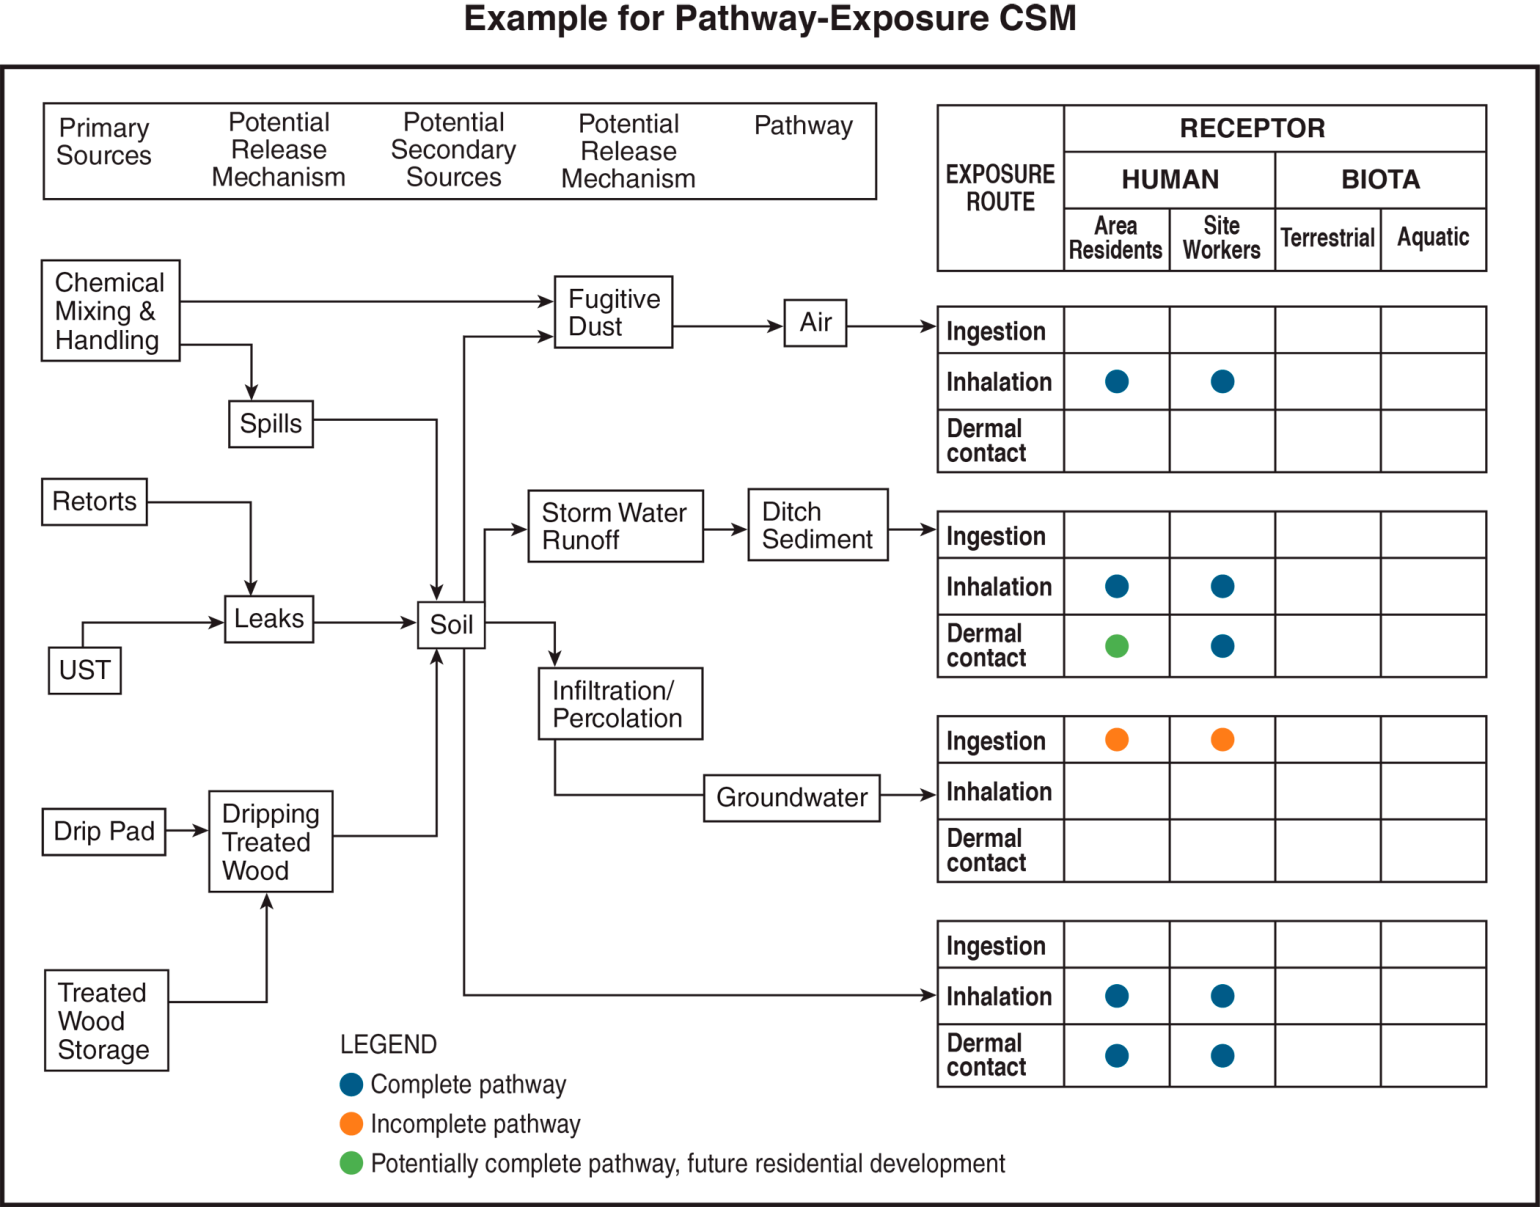 Example for Pathway-Exposure CSM
Primary
Sources
Potential
Release
Mechanism
Potential
Secondary
Sources
Potential
Release
Mechanism
Pathway
EXPOSURE
ROUTE
RECEPTOR
HUMAN
BIOTA
Area
Residents
Site
Workers
Terrestrial
Aquatic
Chemical
Mixing &
Handling
Fugitive
Dust
Air
Ingestion
Inhalation
Dermal
contact
Spills
Retorts
Storm Water
Runoff
Ditch
Sediment
Ingestion
Inhalation
Dermal
contact
Leaks
Soil
UST
Infiltration/
Percolation
Groundwater
Ingestion
Inhalation
Dermal
contact
Drip Pad
Dripping
Treated
Wood
Treated
Wood
Storage
Ingestion
Inhalation
Dermal
contact
LEGEND
Complete pathway
Incomplete pathway
Potentially complete pathway, future residential development